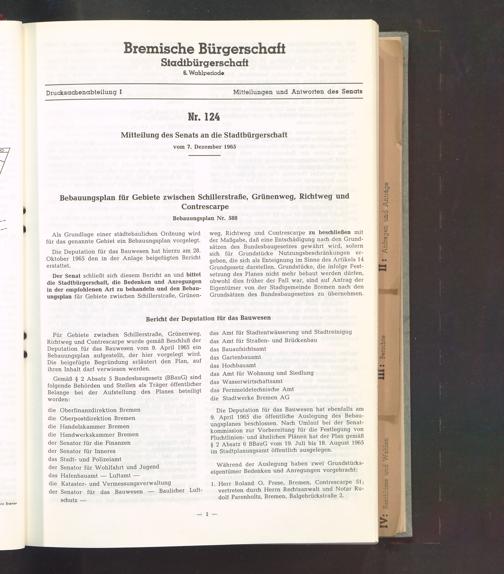 Bremische Bürgerschaft
Stadtbürgerschaft
6. Wahlperiode
Drucksachenabteilung I
Mitteilungen und Antworten des Senats
Nr. 124
Mitteilung des Senats an die Stadtbürgerschaft
vom 7. Dezember 1965
Bebauungsplan für Gebiete zwischen Schillerstraße, Grünenweg, Richtweg und
Contrescarpe
Bebauungsplan Nr. 588
Als Grundlage einer städtebaulichen Ordnung wird
für das genannte Gebiet ein Bebauungsplan vorgelegt.
Die Deputation für das Bauwesen hat hierzu am 28.
Oktober 1965 den in der Anlage beigefügten Bericht
erstattet.
Der Senat schließt sich diesem Bericht an und bittet
die Stadtbürgerschaft, die Bedenken und Anregungen
in der empfohlenen Art zu behandeln und den Bebau-
ungsplan für Gebiete zwischen Schillerstraße, Grünen-
weg, Richtweg und Contrescarpe zu beschließen mit
der Maßgabe, daß eine Entschädigung nach den Grund-
sätzen des Bundesbaugesetzes gewährt wird, sofern
sich für Grundstücke Nutzungsbeschränkungen er-
geben, die sich als Enteignung im Sinne des Artikels 14
Grundgesetz darstellen. Grundstücke, die infolge Fest-
setzung des Planes nicht mehr bebaut werden dürfen,
obwohl dies früher der Fall war, sind auf Antrag der
Eigentümer von der Stadtgemeinde Bremen nach den
Grundsätzen des Bundesbaugesetzes zu übernehmen.
Bericht der Deputation für das Bauwesen
Für Gebiete zwischen Schillerstraße, Grünenweg,
Richtweg und Contrescarpe wurde gemäß Beschluß der
Deputation für das Bauwesen vom 9. April 1965 ein
Bebauungsplan aufgestellt, der hier vorgelegt wird.
Die beigefügte Begründung erläutert den Plan, auf
ihren Inhalt darf verwiesen werden.
Gemäß § 2 Absatz 5 Bundesbaugesetz (BBauG) sind
folgende Behörden und Stellen als Träger öffentlicher
Belange bei der Aufstellung des Planes beteiligt
worden:
die Oberfinanzdirektion Bremen
die Oberpostdirektion Bremen
die Handelskammer Bremen
die Handwerkskammer Bremen
der Senator für die Finanzen
der Senator für Inneres
das Stadt- und Polizeiamt
der Senator für Wohlfahrt und Jugend
das Hafenbauamt — Luftamt —
die Kataster- und Vermessungsverwaltung
der Senator für das Bauwesen — Baulicher Luft-
schutz —
das Amt für Stadtentwässerung und Stadtreinigung
das Amt für Straßen- und Brückenbau
das Bauaufsichtsamt
das Gartenbauamt
das Hochbauamt
das Amt für Wohnung und Siedlung
das Wasserwirtschaftsamt
das Fernmeldetechnische Amt
die Stadtwerke Bremen AG
Die Deputation für das Bauwesen hat ebenfalls am
9. April 1965 die öffentliche Auslegung des Bebau-
ungsplanes beschlossen. Nach Umlauf bei der Senat-
kommission zur Vorbereitung für die Festlegung von
Fluchtlinien- und ähnlichen Plänen hat der Plan gemäß
§ 2 Absatz 6 BBauG vom 19. Juli bis 18. August 1965
im Stadtplanungsamt öffentlich ausgelegen.
Während der Auslegung haben zwei Grundstücks-
eigentümer Bedenken und Anregungen vorgebracht:
1. Herr Roland O. Prese, Bremen, Contrescarpe 51;
vertreten durch Herrn Rechtsanwalt und Notar Ru-
dolf Parenholtz, Bremen, Balgebrückstraße 2.
— 1 —
II: Anfragen und Anträge
III: Berichte
IV: